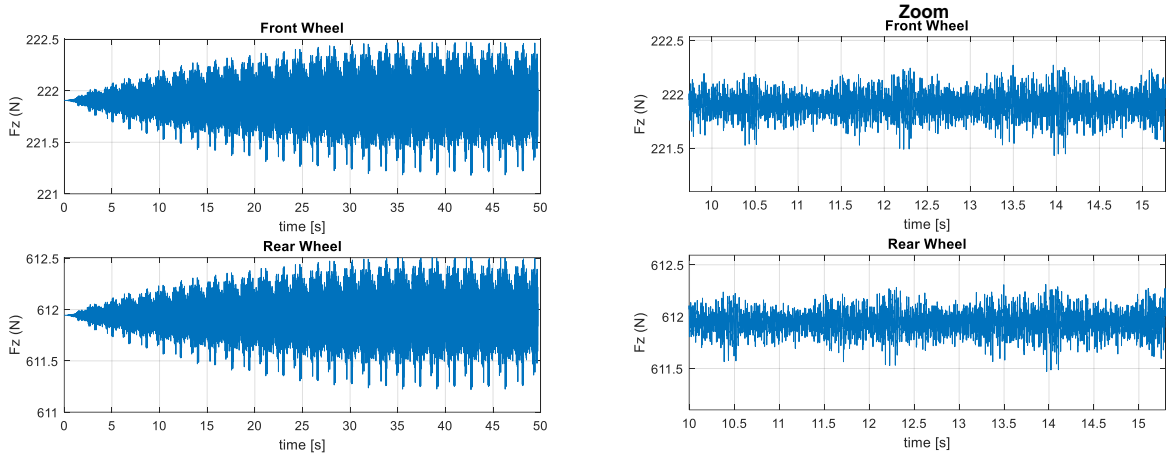 Front Wheel
222.5
222
221.5
221
Fz (N)
0 5 10 15 20 25 30 35 40 45 50
time [s]
Rear Wheel
612.5
612
611.5
611
Fz (N)
0 5 10 15 20 25 30 35 40 45 50
time [s]
Zoom
Front Wheel
222.5
222
221.5
Fz (N)
10 10.5 11 11.5 12 12.5 13 13.5 14 14.5 15
time [s]
Rear Wheel
612.5
612
611.5
Fz (N)
10 10.5 11 11.5 12 12.5 13 13.5 14 14.5 15
time [s]